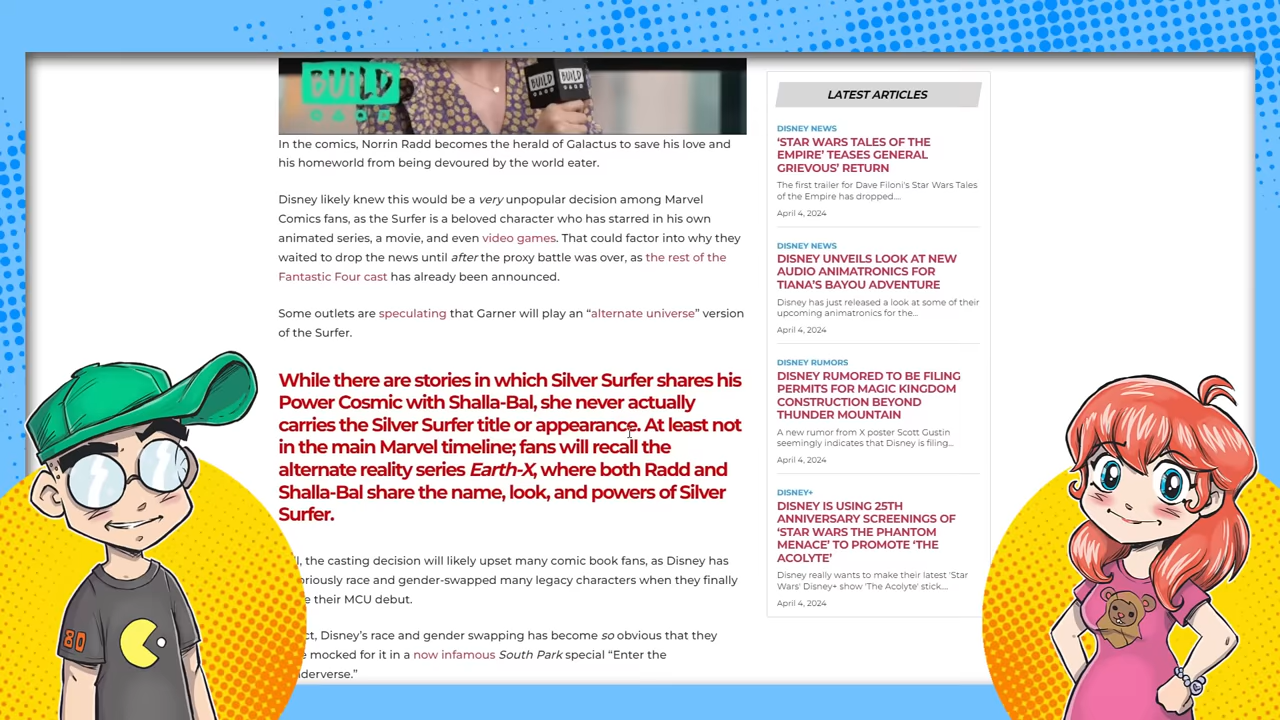 BUILD
BUILD BUILD
In the comics, Norrin Radd becomes the herald of Galactus to save his love and
his homeworld from being devoured by the world eater.
Disney likely knew this would be a very unpopular decision among Marvel
Comics fans, as the Surfer is a beloved character who has starred in his own
animated series, a movie, and even video games. That could factor into why they
waited to drop the news until after the proxy battle was over, as the rest of the
Fantastic Four cast has already been announced.
Some outlets are speculating that Garner will play an “alternate universe” version
of the Surfer.
While there are stories in which Silver Surfer shares his
Power Cosmic with Shalla-Bal, she never actually
carries the Silver Surfer title or appearance. At least not
in the main Marvel timeline; fans will recall the
alternate reality series Earth-X, where both Radd and
Shalla-Bal share the name, look, and powers of Silver
Surfer.
the casting decision will likely upset many comic book fans, as Disney has
race and gender-swapped many legacy characters when they finally
their MCU debut.
Disney’s race and gender swapping has become so obvious that they
mocked for it in a now infamous South Park special “Enter the
LATEST ARTICLES
DISNEY NEWS
‘STAR WARS TALES OF THE
EMPIRE’ TEASES GENERAL
GRIEVOUS’ RETURN
The first trailer for Dave Filoni's Star Wars Tales
of the Empire has dropped....
April 4, 2024
DISNEY NEWS
DISNEY UNVEILS LOOK AT NEW
AUDIO ANIMATRONICS FOR
TIANA’S BAYOU ADVENTURE
Disney has just released a look at some of their
upcoming animatronics for the...
April 4, 2024
DISNEY RUMORS
DISNEY RUMORED TO BE FILING
PERMITS FOR MAGIC KINGDOM
CONSTRUCTION BEYOND
THUNDER MOUNTAIN
A new rumor from X poster Scott Gustin
seemingly indicates that Disney is filing...
April 4, 2024
DISNEY+
DISNEY IS USING 25TH
ANNIVERSARY SCREENINGS OF
‘STAR WARS THE PHANTOM
MENACE’ TO PROMOTE ‘THE
ACOLYTE’
Disney really wants to make their latest 'Star
Wars' Disney+ show 'The Acolyte' stick....
April 4, 2024
80